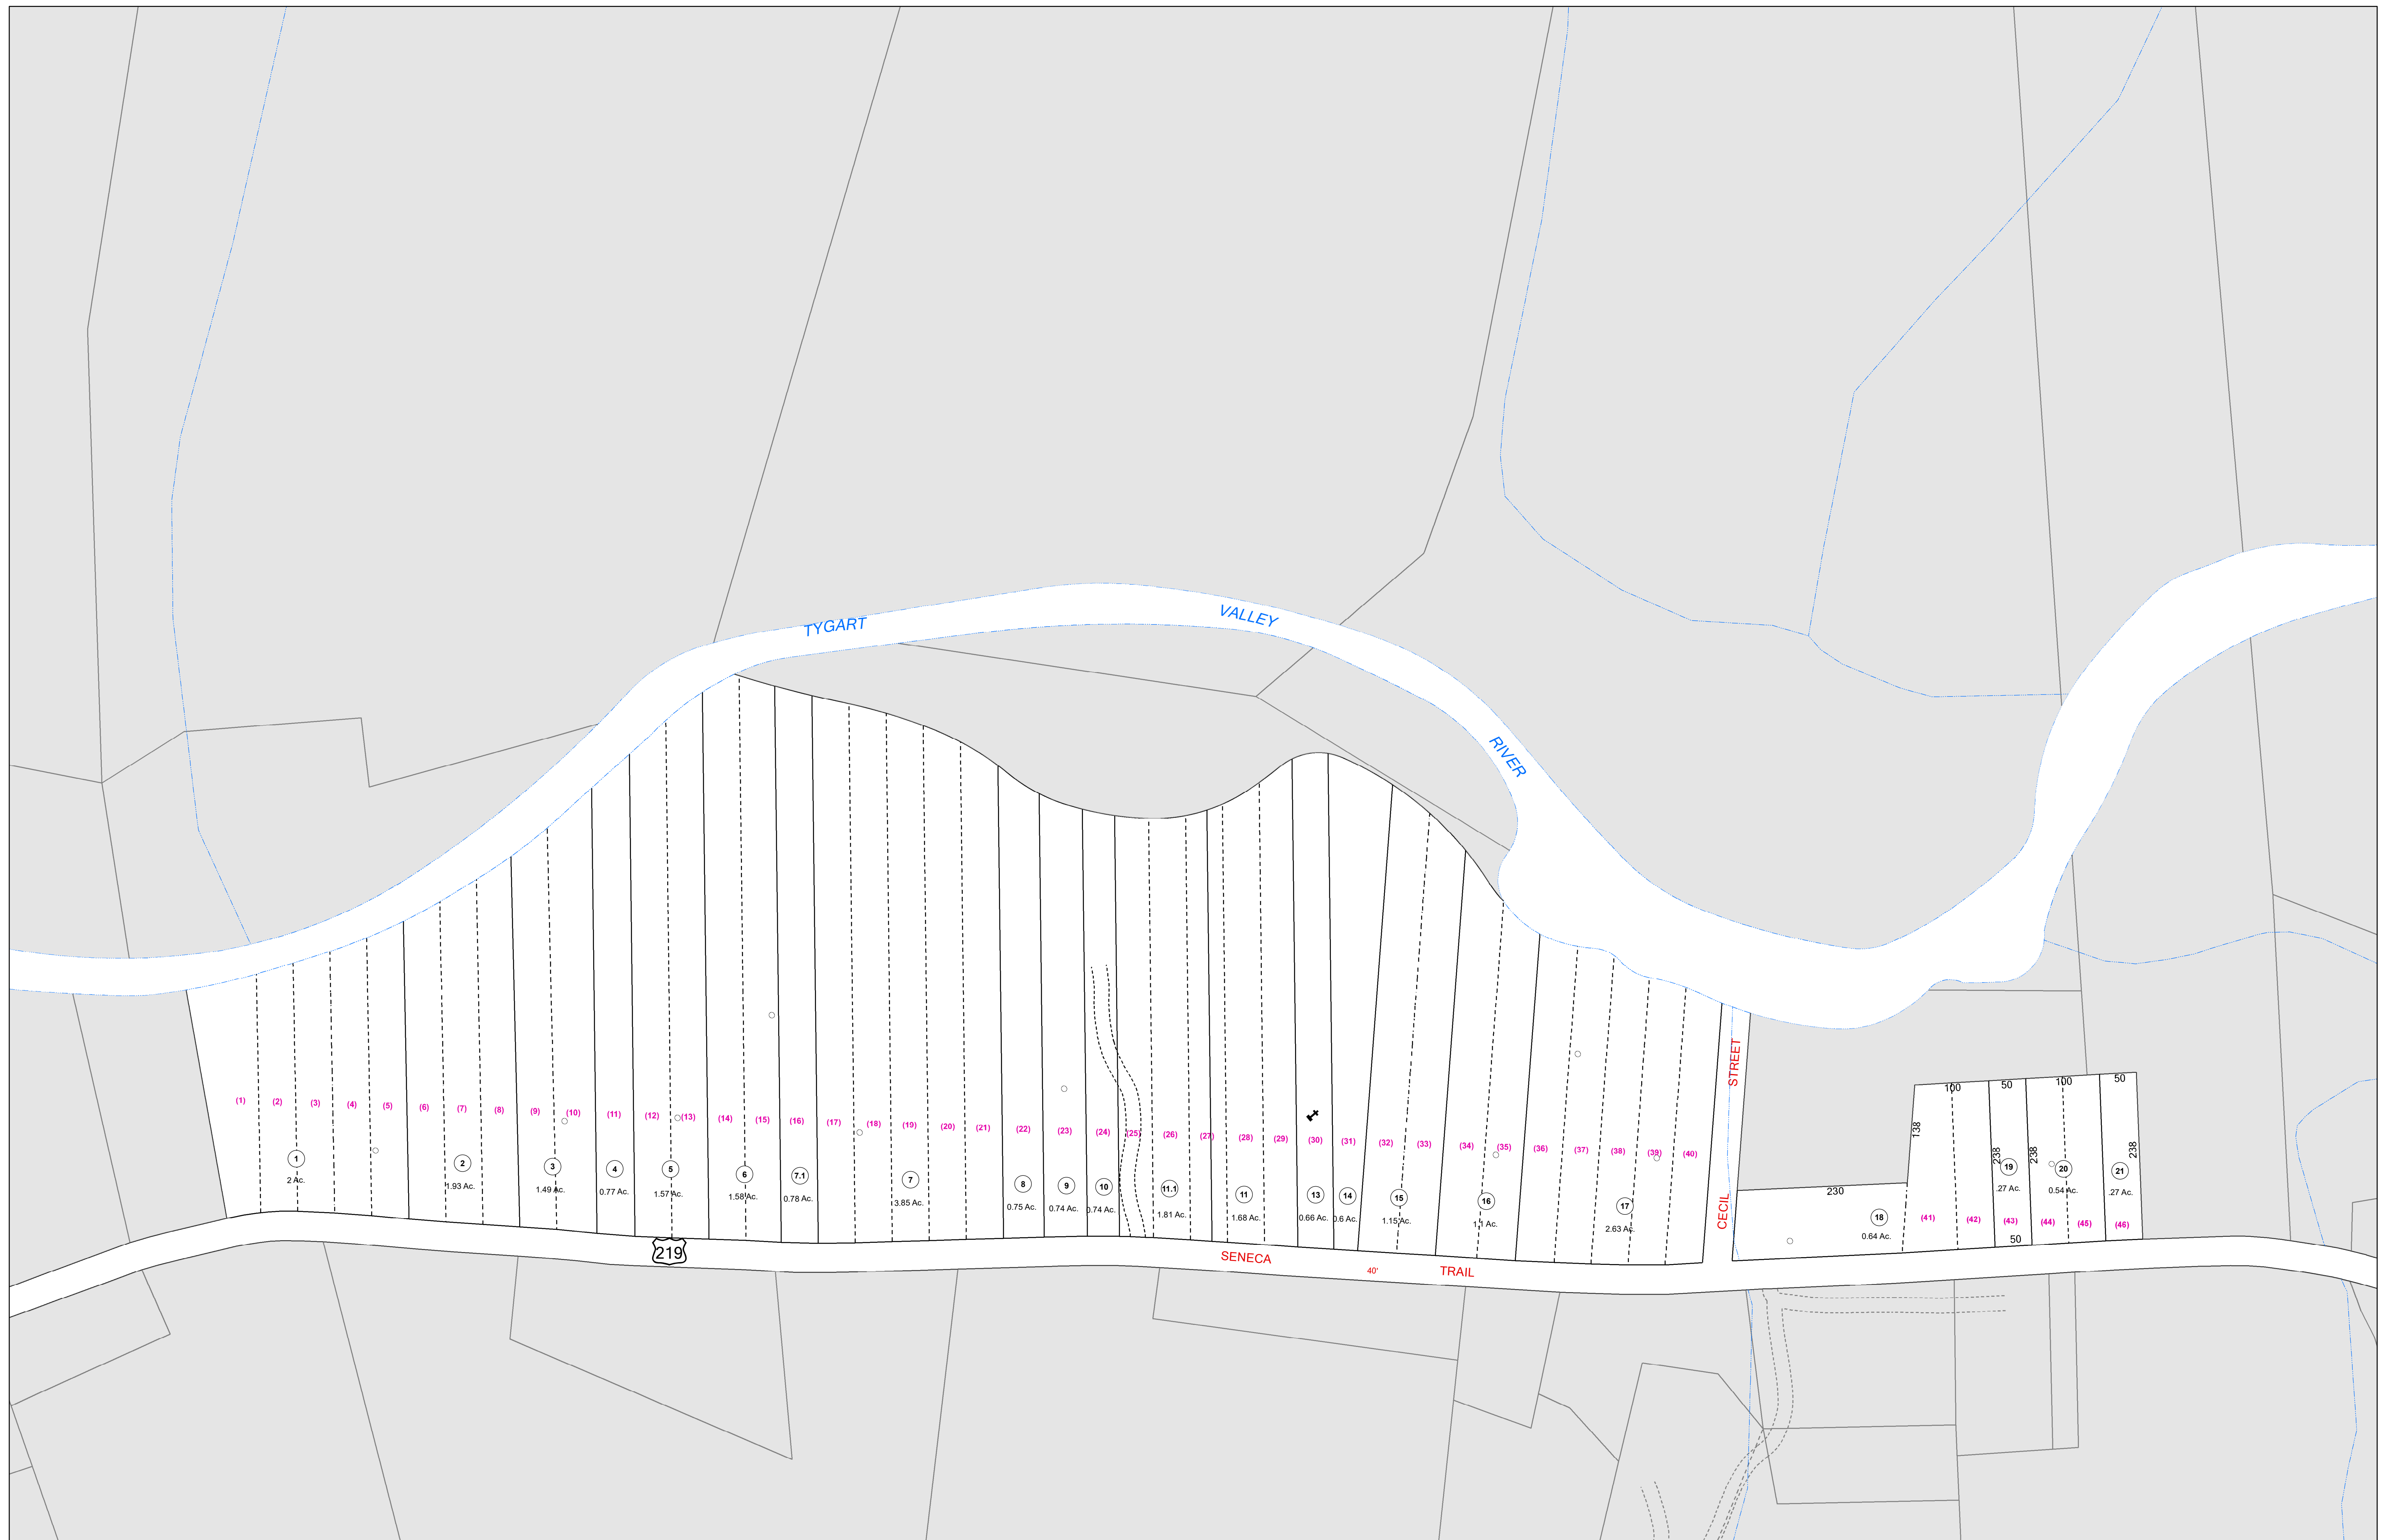 TYGART
VALLEY
RIVER
STREET
CECIL
(1)
(2)
(3)
(4)
(5)
(6)
(7)
(8)
(9)
(10)
(11)
(12)
(13)
(14)
(15)
(16)
(17)
(18)
(19)
(20)
(21)
(22)
(23)
(24)
(25)
(26)
(27)
(28)
(29)
(30)
(31)
(32)
(33)
(34)
(35)
(36)
(37)
(38)
(39)
(40)
1
2 Ac.
2
1.93 Ac.
3
1.49 Ac.
4
0.77 Ac.
5
1.57 Ac.
6
1.58 Ac.
7.1
0.78 Ac.
7
3.85 Ac.
8
0.75 Ac.
9
0.74 Ac.
10
0.74 Ac.
11.1
1.81 Ac.
11
1.68 Ac.
13
0.66 Ac.
14
0.6 Ac.
15
1.15 Ac.
16
1.1 Ac.
17
2.63 Ac.
100
50
100
50
138
238
238
238
230
18
0.64 Ac.
19
.27 Ac.
20
0.54 Ac.
21
.27 Ac.
(41)
(42)
(43)
(44)
(45)
(46)
50
219
SENECA
40'
TRAIL